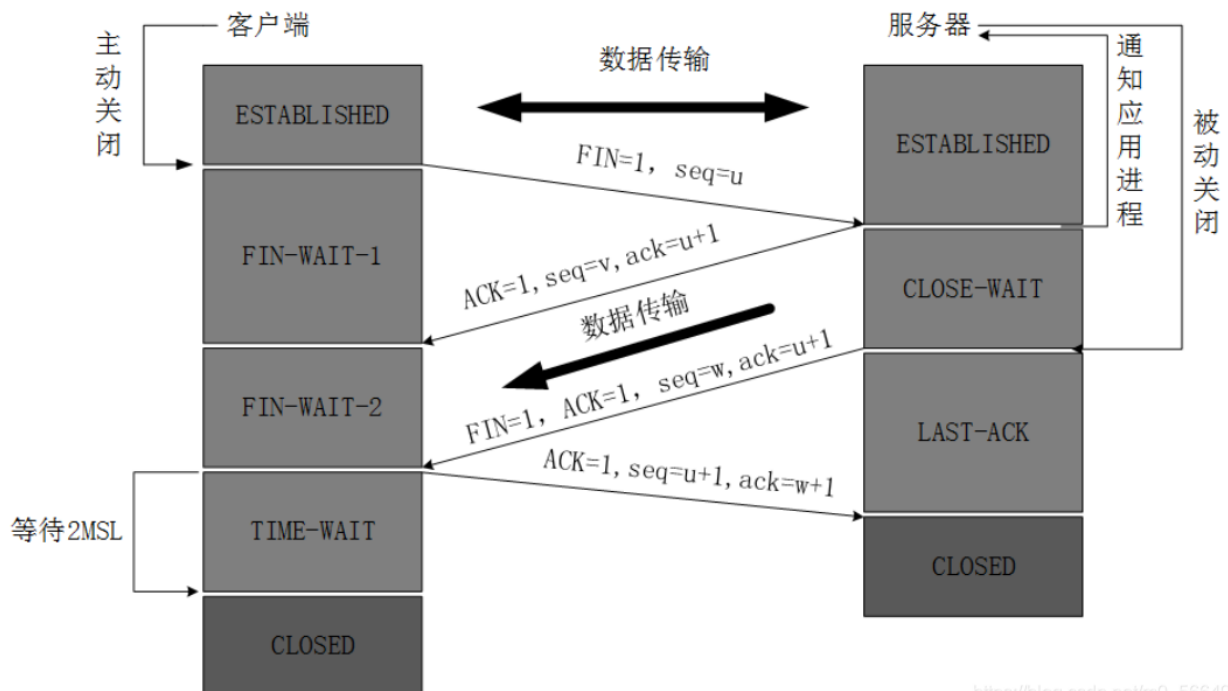 客户端
服务器
主动关闭
数据传输
通知应用进程
被动关闭
ESTABLISHED
ESTABLISHED
FIN=1, seq=u
FIN-WAIT-1
ACK=1,seq=v,ack=u+1
CLOSE-WAIT
数据传输
FIN-WAIT-2
FIN=1, ACK=1, seq=w,ack=u+1
LAST-ACK
ACK=1,seq=u+1,ack=w+1
等待2MSL
TIME-WAIT
CLOSED
CLOSED